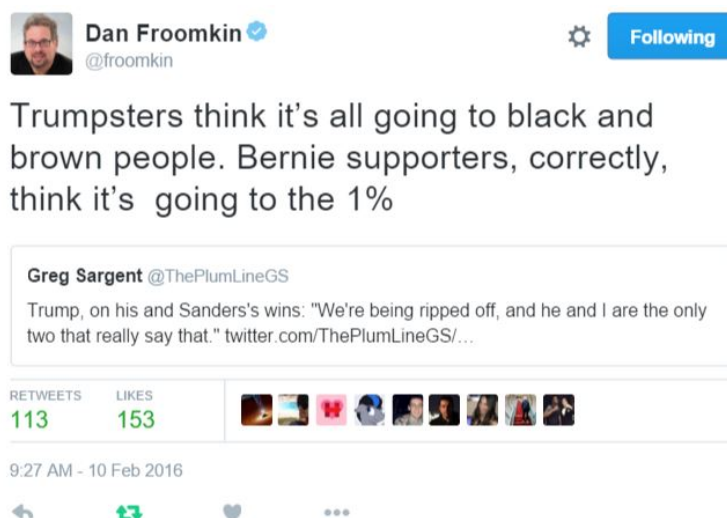 Dan Froomkin
@froomkin
Following
Trumpsters think it's all going to black and
brown people. Bernie supporters, correctly,
think it's  going to the 1%
Greg Sargent @ThePlumLineGS
Trump, on his and Sanders's wins: "We're being ripped off, and he and I are the only
two that really say that." twitter.com/ThePlumLineGS/…
RETWEETS LIKES
113 153
9:27 AM - 10 Feb 2016